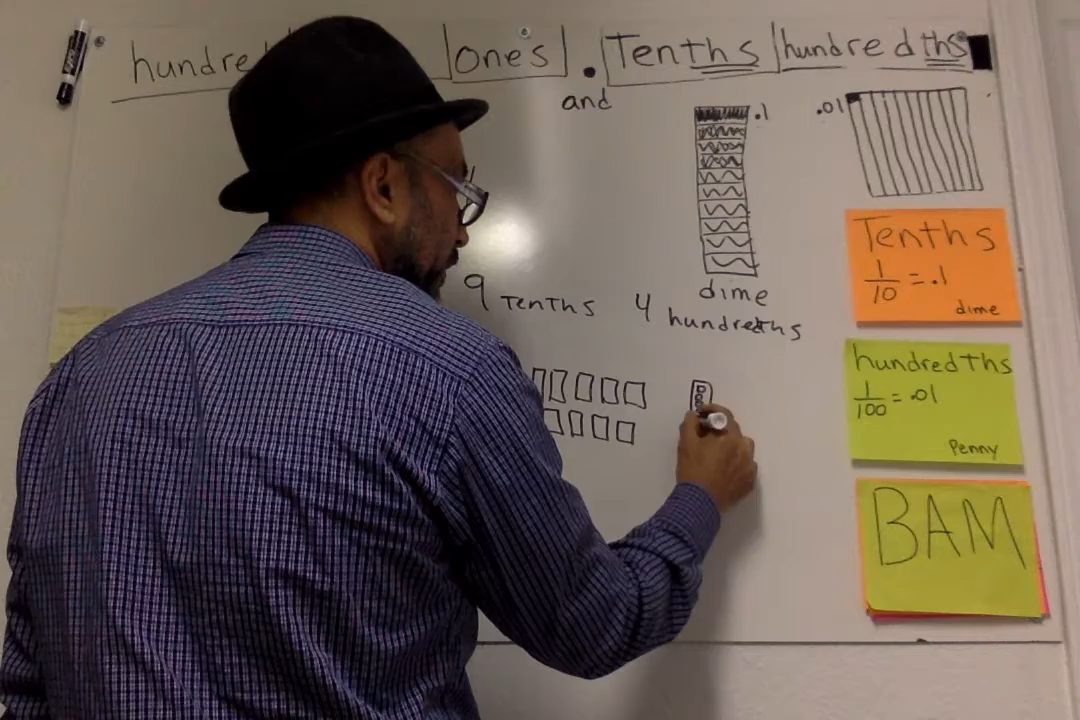 hundre ones . Tenths hundredths
and
.1
.01
dime
9 Tenths 4 hundredths
Tenths
1/10 = .1
dime
hundredths
1/100 = .01
Penny
BAM